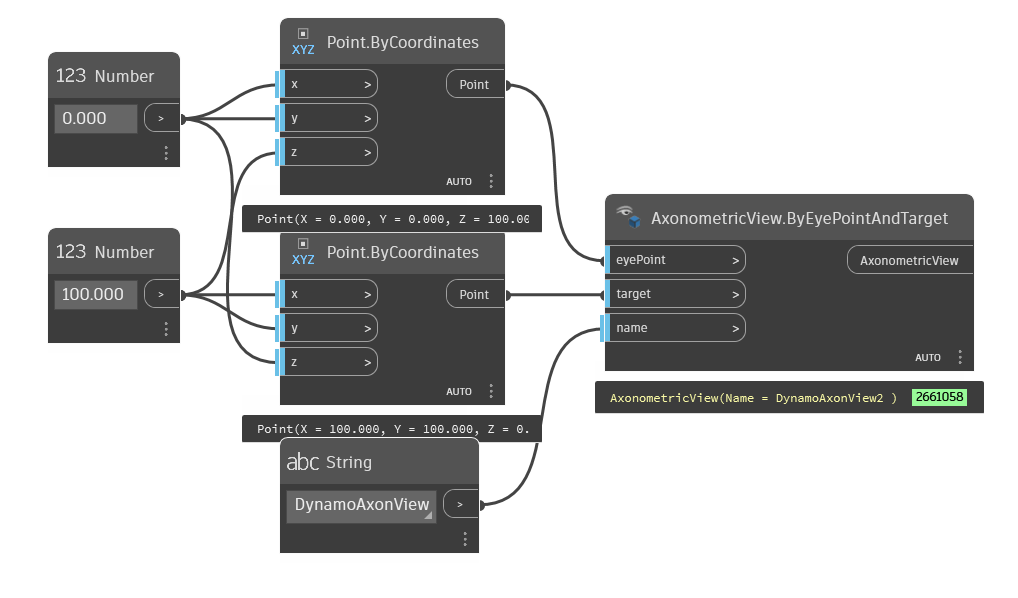 123 Number
0.000
>
123 Number
100.000
>
XYZ Point.ByCoordinates
x >
y >
z >
Point
AUTO
Point(X = 0.000, Y = 0.000, Z = 100.00
XYZ Point.ByCoordinates
x >
y >
z >
Point
AUTO
Point(X = 100.000, Y = 100.000, Z = 0.
abc String
DynamoAxonView
>
AxonometricView.ByEyePointAndTarget
eyePoint >
target >
name >
AxonometricView
AUTO
AxonometricView(Name = DynamoAxonView2 ) 2661058